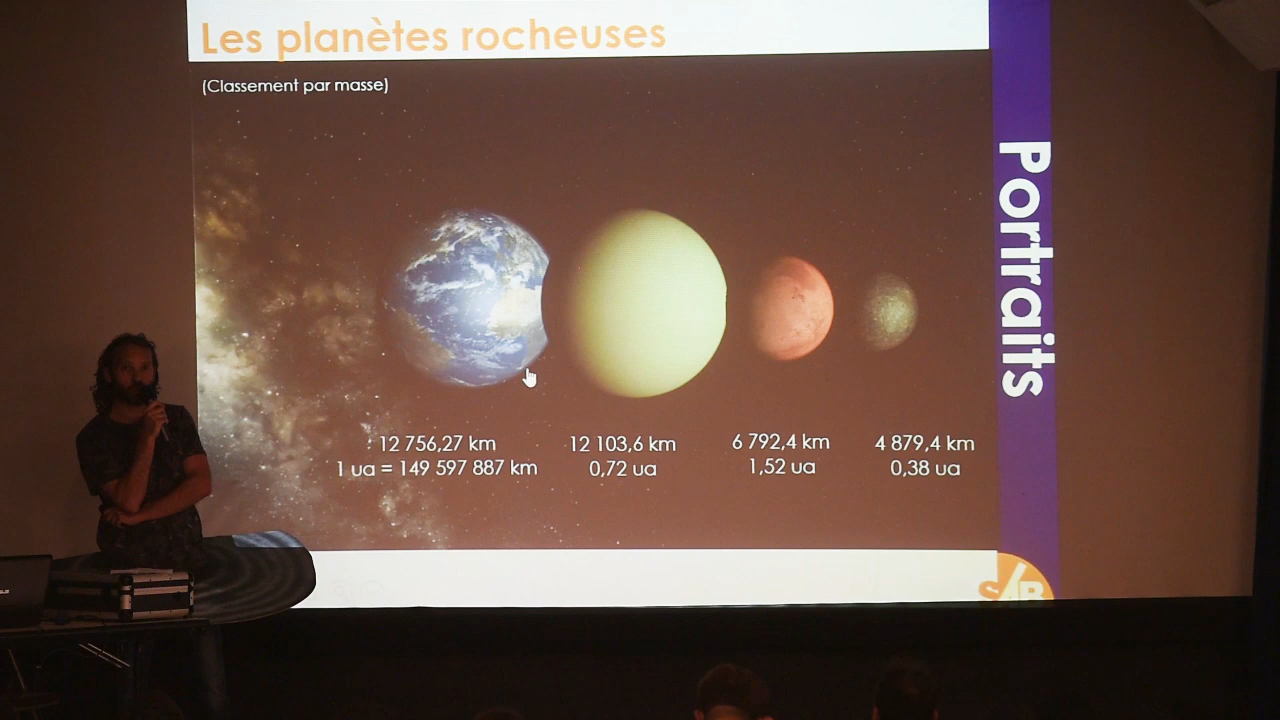 Les planètes rocheuses
(Classement par masse)
12 756,27 km
1 ua = 149 597 887 km
12 103,6 km
0,72 ua
6 792,4 km
1,52 ua
4 879,4 km
0,38 ua
Portraits